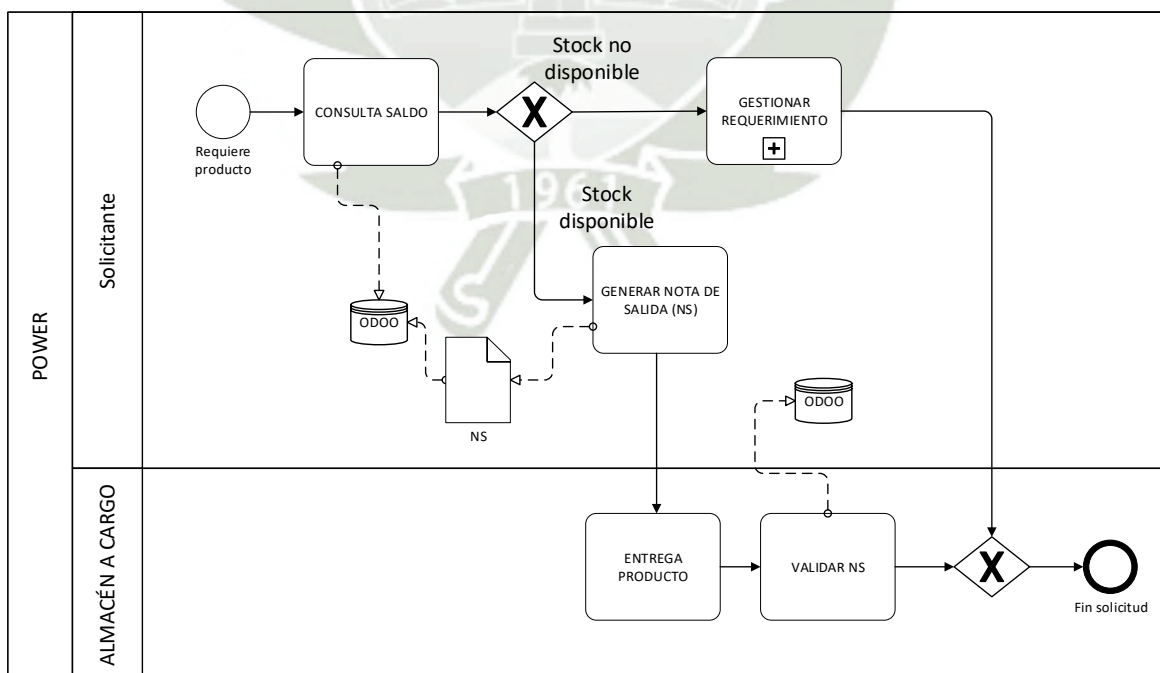 POWER
Solicitante
ALMACÉN A CARGO
Requiere
producto
CONSULTA SALDO
X
Stock no
disponible
GESTIONAR
REQUERIMIENTO
1961
Stock
disponible
GENERAR NOTA DE
SALIDA (NS)
ODOO
NS
ODOO
ENTREGA
PRODUCTO
VALIDAR NS
X
Fin solicitud